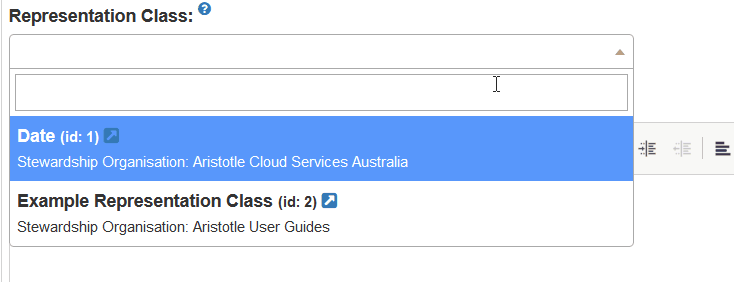 Representation Class: ?
Date (id: 1)
Stewardship Organisation: Aristotle Cloud Services Australia
Example Representation Class (id: 2)
Stewardship Organisation: Aristotle User Guides